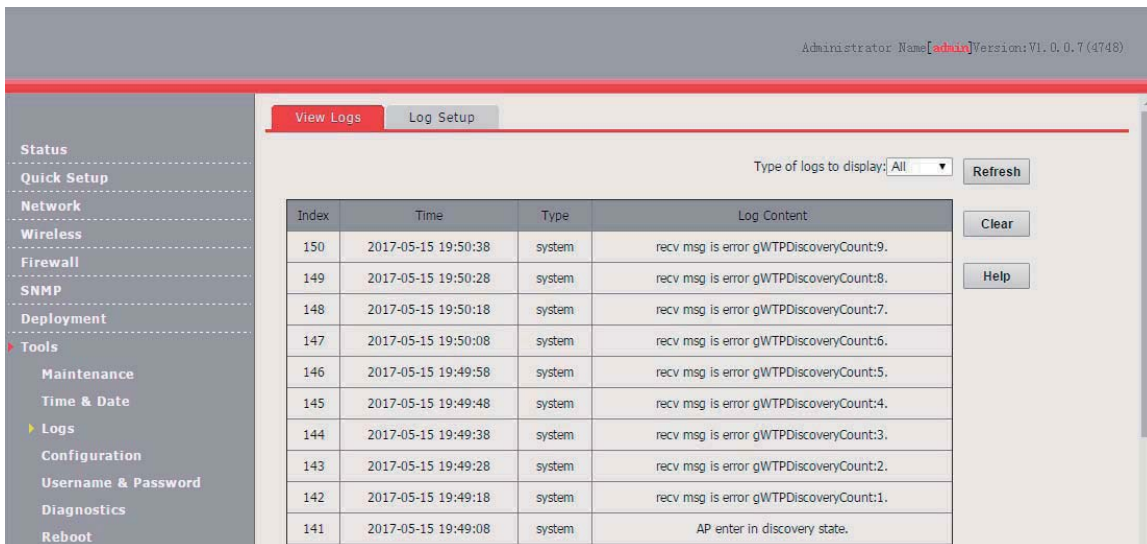 Administrator Name[admin]Version:V1.0.0.7(4748)
View Logs
Log Setup
Status
Quick Setup
Network
Wireless
Firewall
SNMP
Deployment
Tools
Maintenance
Time & Date
Logs
Configuration
Username & Password
Diagnostics
Reboot
Type of logs to display: All
Refresh
Clear
Help
Index Time Type Log Content
150 2017-05-15 19:50:38 system recv msg is error gWTPDiscoveryCount:9.
149 2017-05-15 19:50:28 system recv msg is error gWTPDiscoveryCount:8.
148 2017-05-15 19:50:18 system recv msg is error gWTPDiscoveryCount:7.
147 2017-05-15 19:50:08 system recv msg is error gWTPDiscoveryCount:6.
146 2017-05-15 19:49:58 system recv msg is error gWTPDiscoveryCount:5.
145 2017-05-15 19:49:48 system recv msg is error gWTPDiscoveryCount:4.
144 2017-05-15 19:49:38 system recv msg is error gWTPDiscoveryCount:3.
143 2017-05-15 19:49:28 system recv msg is error gWTPDiscoveryCount:2.
142 2017-05-15 19:49:18 system recv msg is error gWTPDiscoveryCount:1.
141 2017-05-15 19:49:08 system AP enter in discovery state.